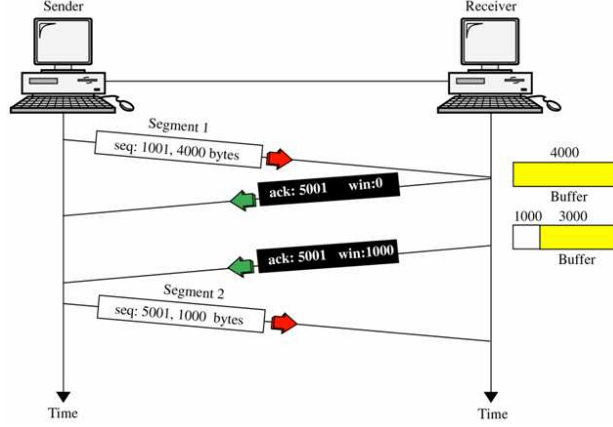 Sender
Receiver
Segment 1
seq: 1001, 4000 bytes
4000
Buffer
ack: 5001 win:0
1000 3000
Buffer
ack: 5001 win:1000
Segment 2
seq: 5001, 1000 bytes
Time
Time